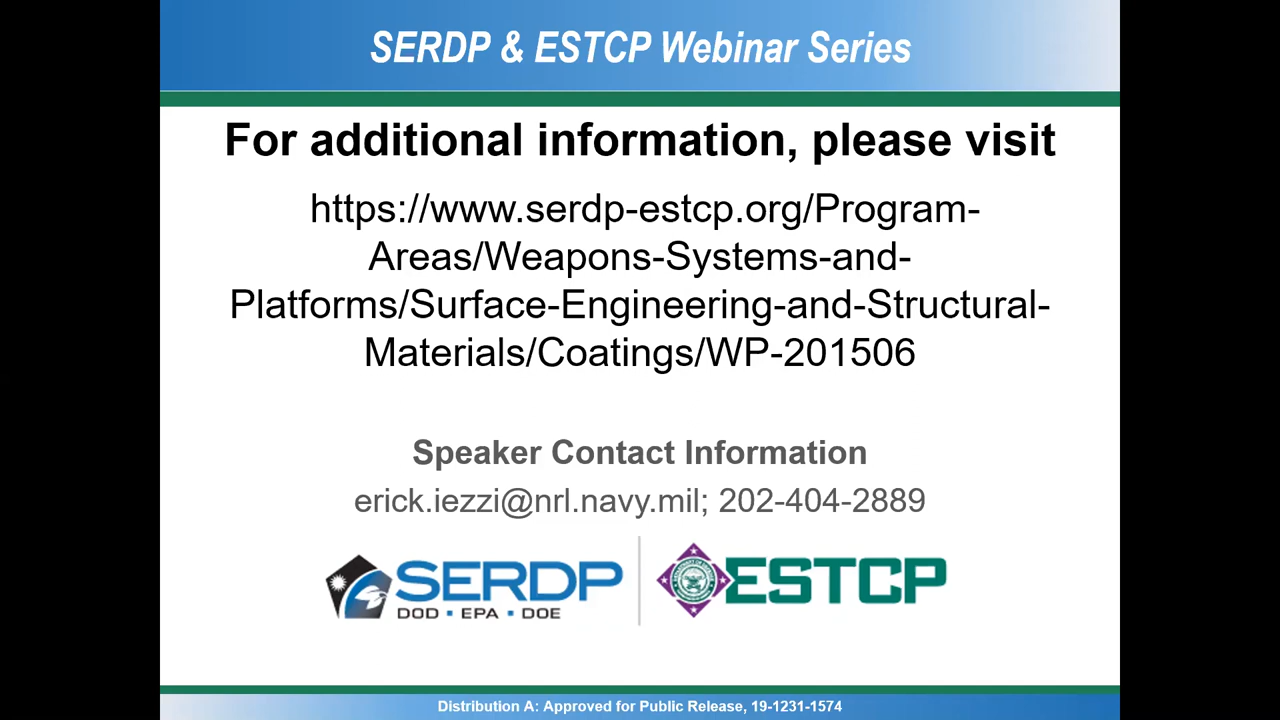 SERDP & ESTCP Webinar Series
For additional information, please visit
https://www.serdp-estcp.org/Program-
Areas/Weapons-Systems-and-
Platforms/Surface-Engineering-and-Structural-
Materials/Coatings/WP-201506
Speaker Contact Information
erick.iezzi@nrl.navy.mil; 202-404-2889
SERDP
DOD • EPA • DOE
ESTCP
Distribution A: Approved for Public Release, 19-1231-1574